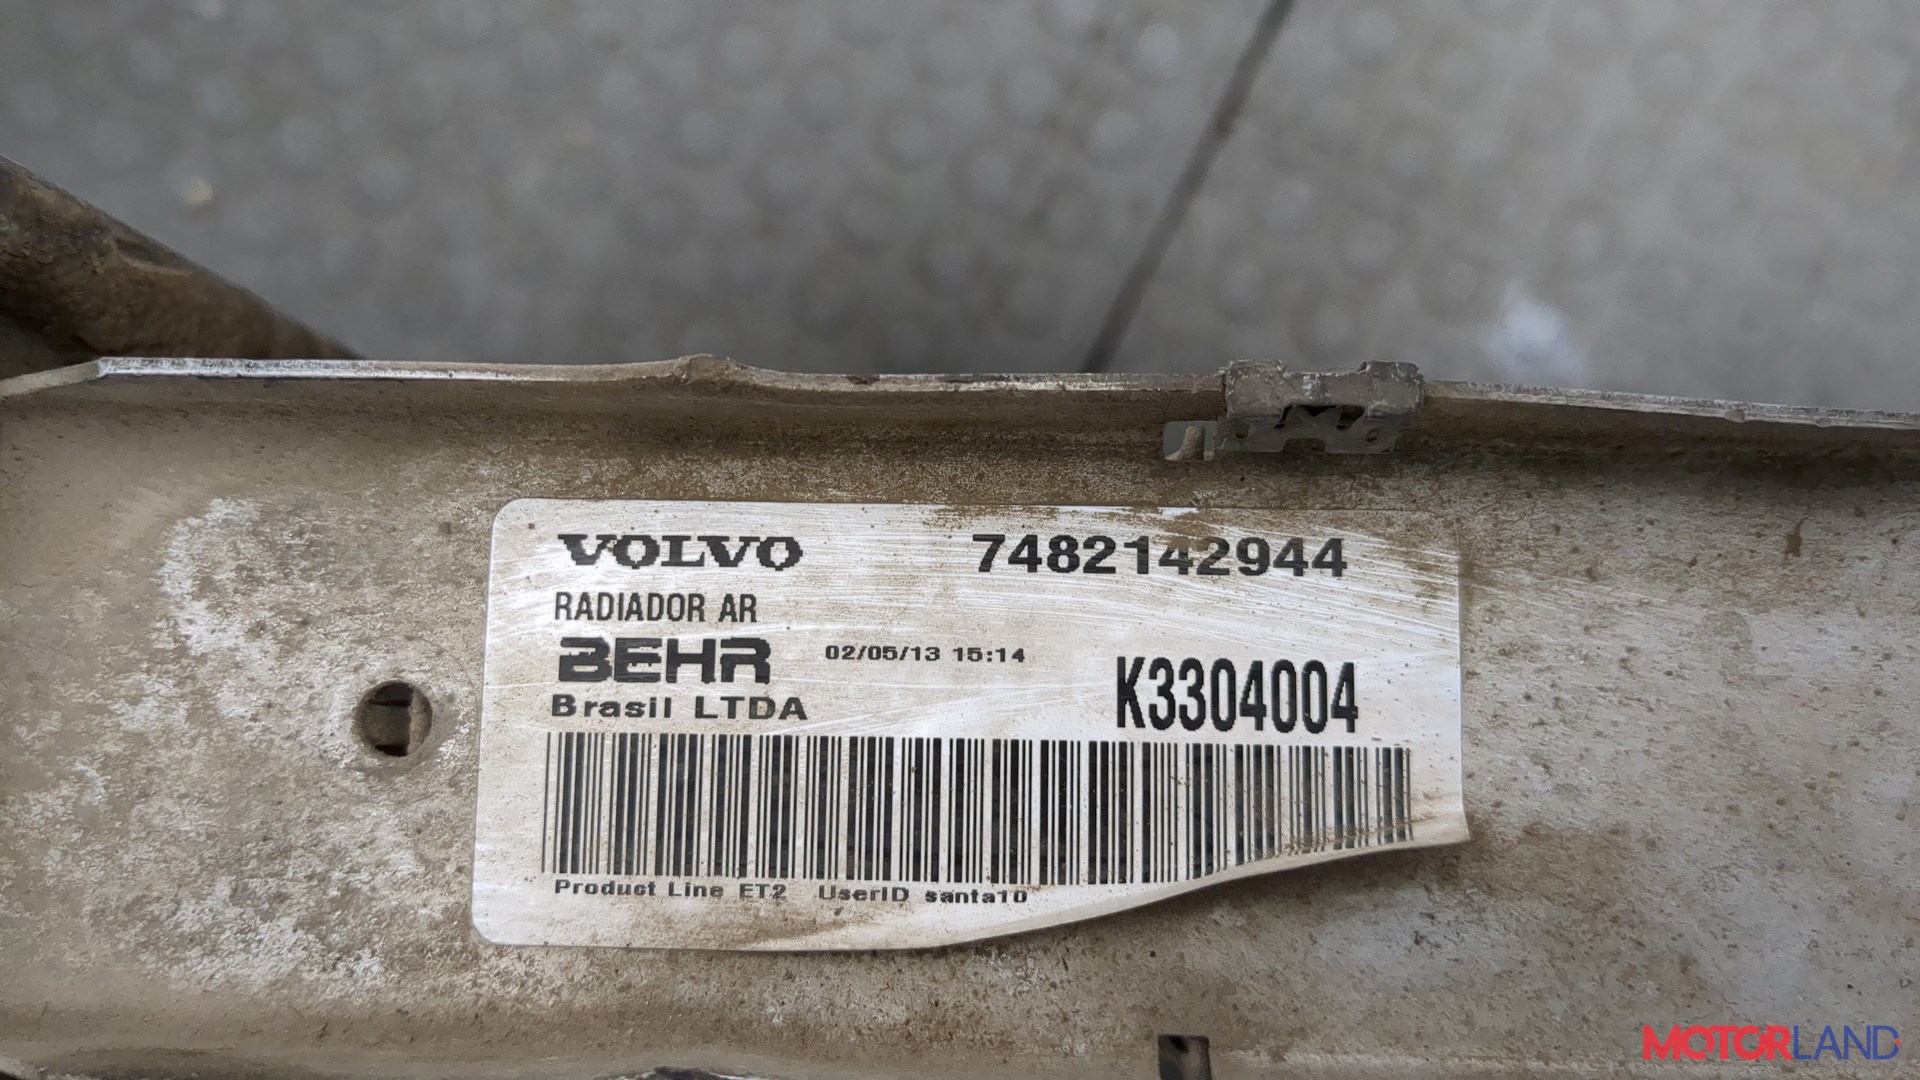 VOLVO 7482142944
RADIADOR AR
BEHR 02/05/13 15:14 K3304004
Brasil LTDA
Product Line ET2 UserID santa10
MOTORLAND